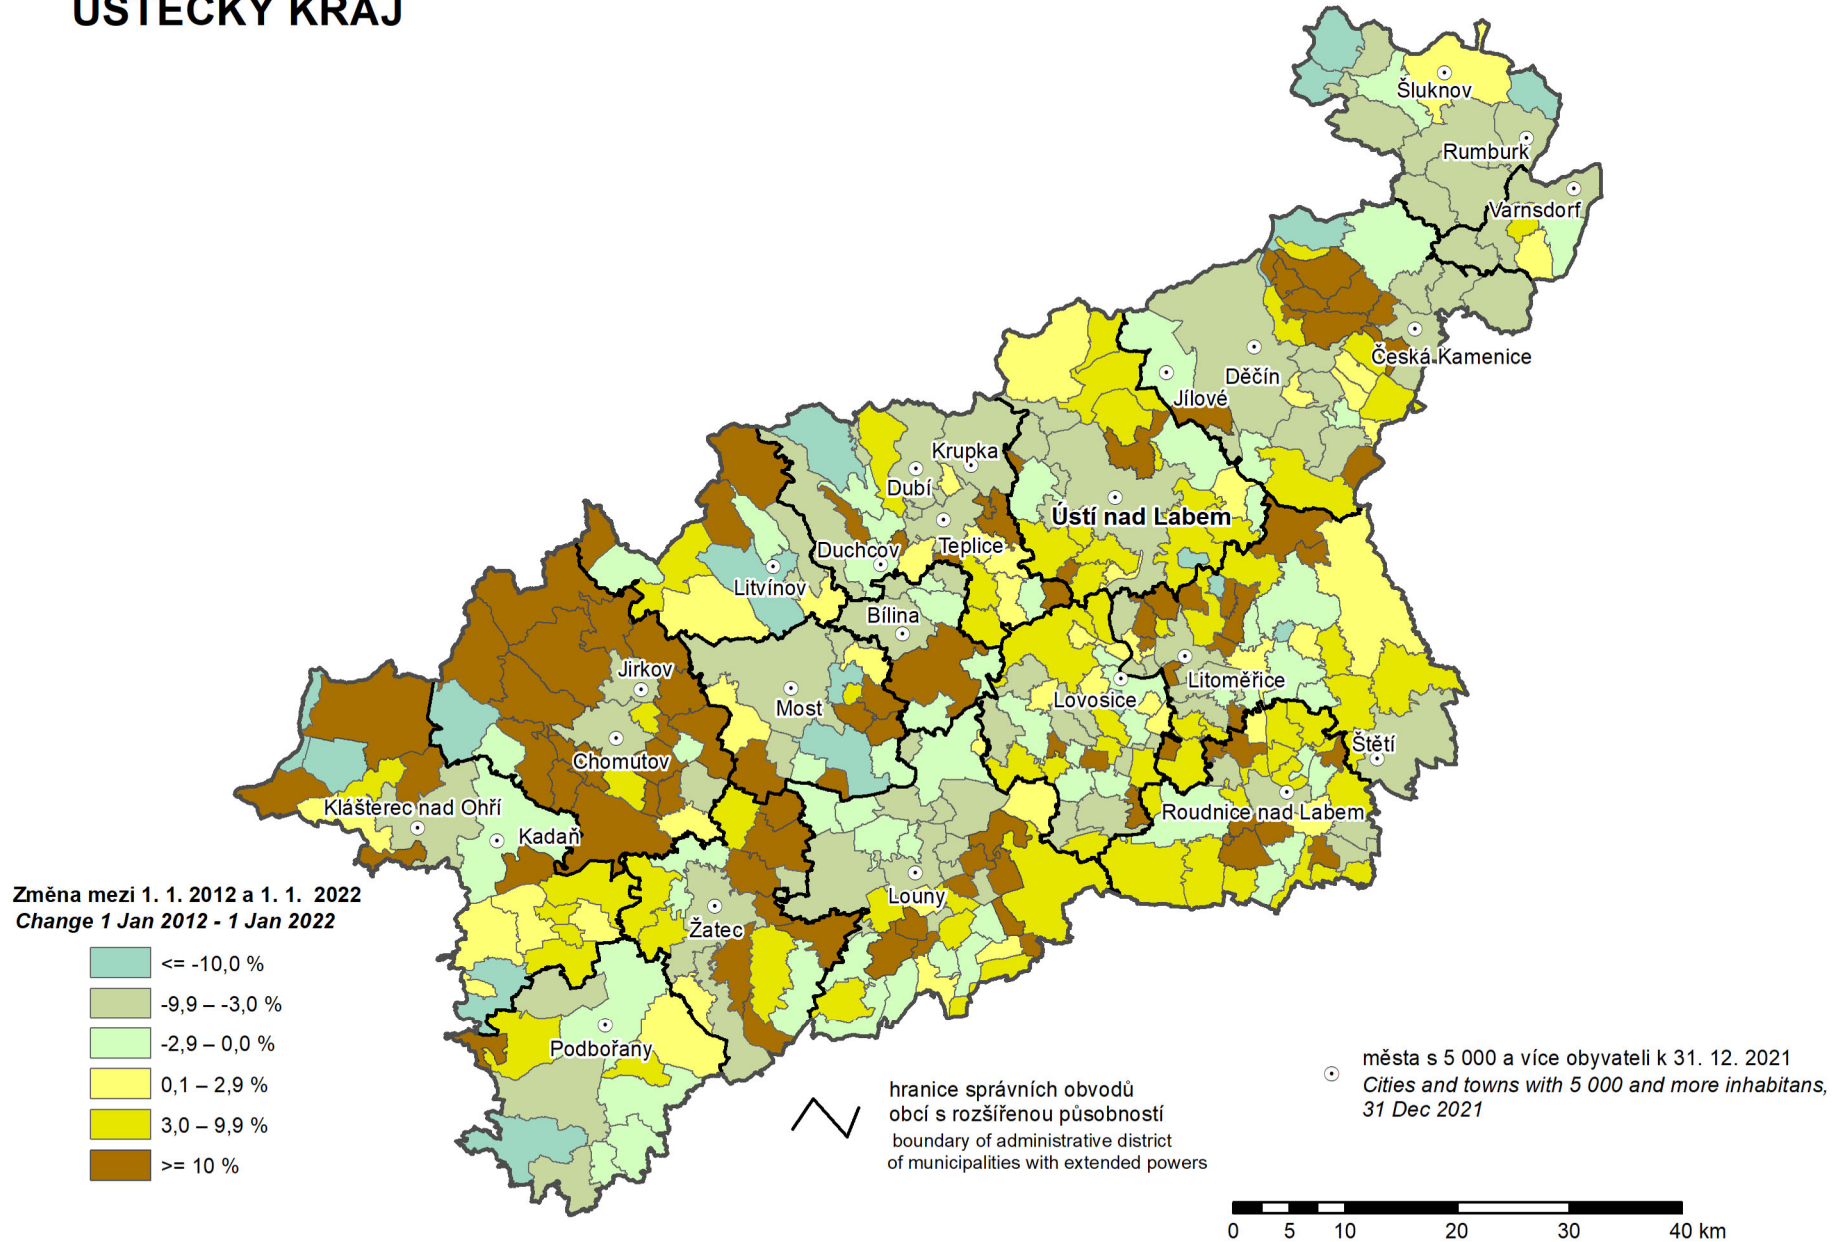 ÚSTECKÝ KRAJ
Šluknov
Rumburk
Varnsdorf
Česká Kamenice
Děčín
Jílové
Krupka
Dubí
Ústí nad Labem
Teplice
Duchcov
Litvínov
Bílina
Jirkov
Litoměřice
Lovosice
Most
Štětí
Chomutov
Klášterec nad Ohří
Roudnice nad Labem
Kadaň
Louny
Žatec
Podbořany
Změna mezi 1. 1. 2012 a 1. 1. 2022
Change 1 Jan 2012 - 1 Jan 2022
<= -10,0 %
-9,9 – -3,0 %
-2,9 – 0,0 %
0,1 – 2,9 %
3,0 – 9,9 %
>= 10 %
hranice správních obvodů
obcí s rozšířenou působností
boundary of administrative district
of municipalities with extended powers
města s 5 000 a více obyvateli k 31. 12. 2021
Cities and towns with 5 000 and more inhabitans,
31 Dec 2021
0 5 10 20 30 40 km